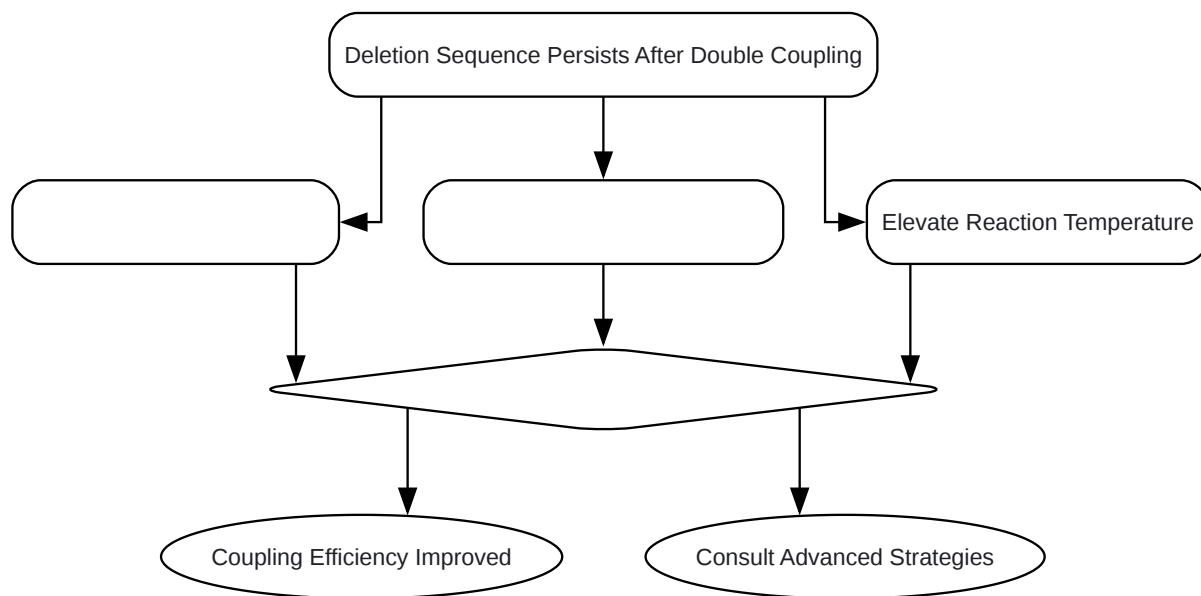 Deletion Sequence Persists After Double Coupling
Elevate Reaction Temperature
Coupling Efficiency Improved
Consult Advanced Strategies